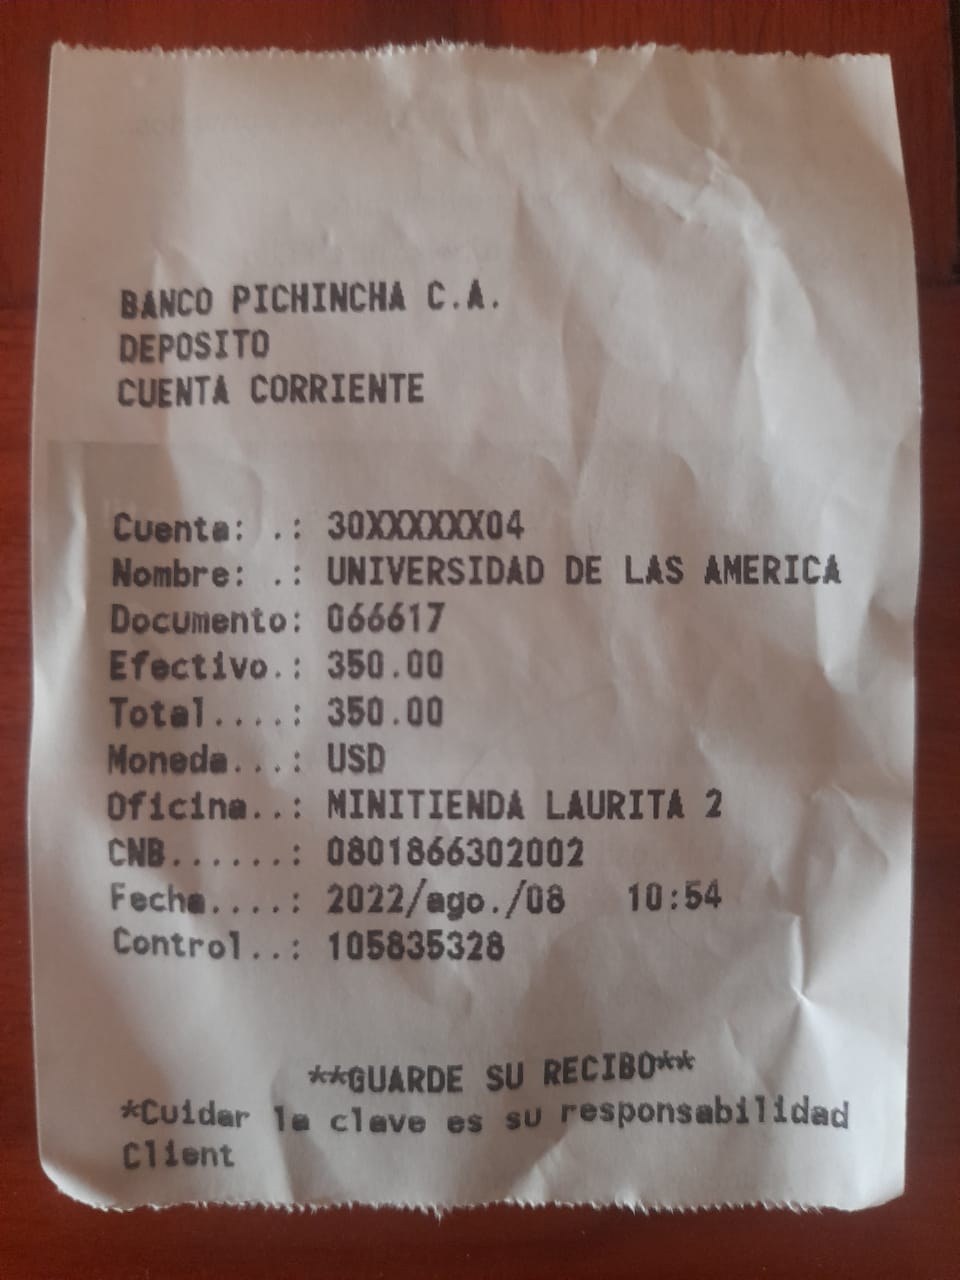 BANCO PICHINCHA C.A.
DEPOSITO
CUENTA CORRIENTE
Cuenta: .: 30XXXXXX04
Nombre: .: UNIVERSIDAD DE LAS AMERICA
Documento: 066617
Efectivo.: 350.00
Total....: 350.00
Moneda...: USD
Oficina..: MINITIENDA LAURITA 2
CNB......: 0801866302002
Fecha....: 2022/ago./08 10:54
Control..: 105835328
**GUARDE SU RECIBO**
*Cuidar la clave es su responsabilidad
Client